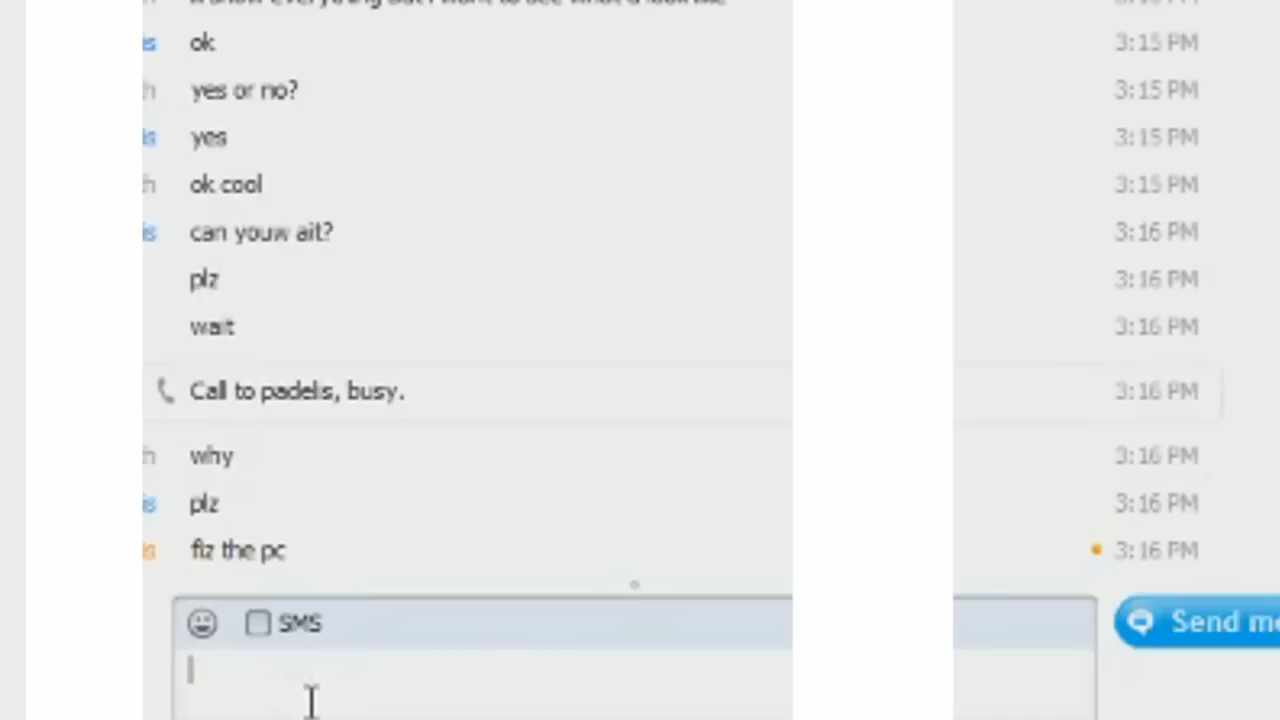 ok 3:15 PM
yes or no? 3:15 PM
yes 3:15 PM
ok cool 3:15 PM
can youw ait? 3:16 PM
plz 3:16 PM
wait 3:16 PM
Call to padelis, busy. 3:16 PM
why 3:16 PM
plz 3:16 PM
fiz the pc 3:16 PM
SMS
Send me